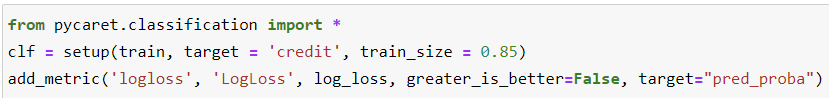 from pycaret.classification import *
clf = setup(train, target = 'credit', train_size = 0.85)
add_metric('logloss', 'LogLoss', log_loss, greater_is_better=False, target="pred_proba")